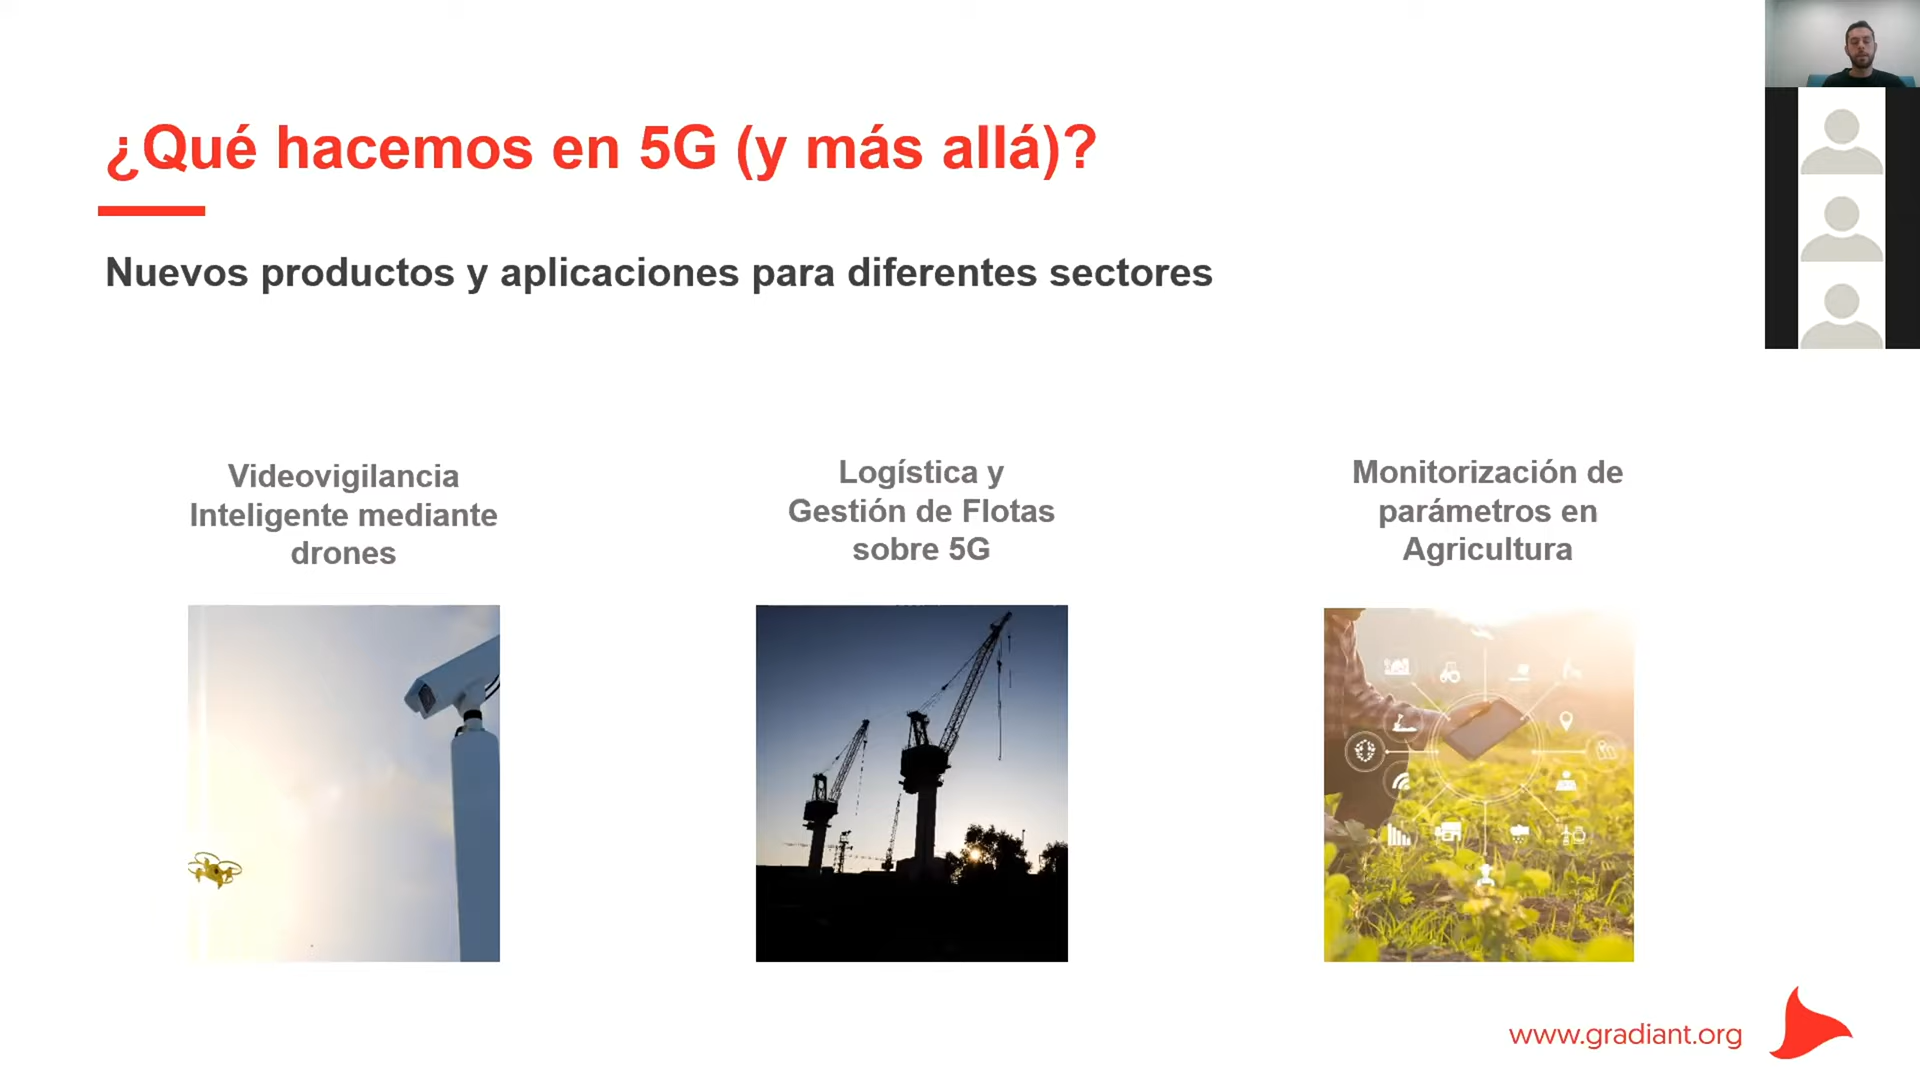 ¿Qué hacemos en 5G (y más allá)?
Nuevos productos y aplicaciones para diferentes sectores
Videovigilancia
Inteligente mediante
drones
Logística y
Gestión de Flotas
sobre 5G
Monitorización de
parámetros en
Agricultura
www.gradiant.org